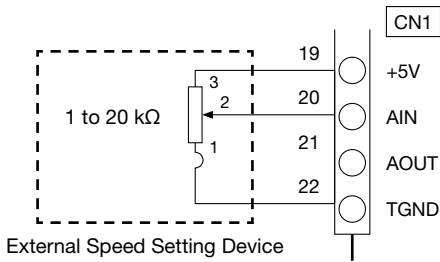 CN1
19
+5V
3
1 to 20 kΩ
2
20
AIN
21
1
AOUT
22
TGND
External Speed Setting Device